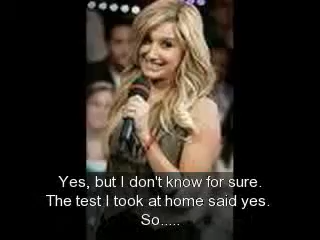 Yes, but I don't know for sure.
The test I took at home said yes.
So.....